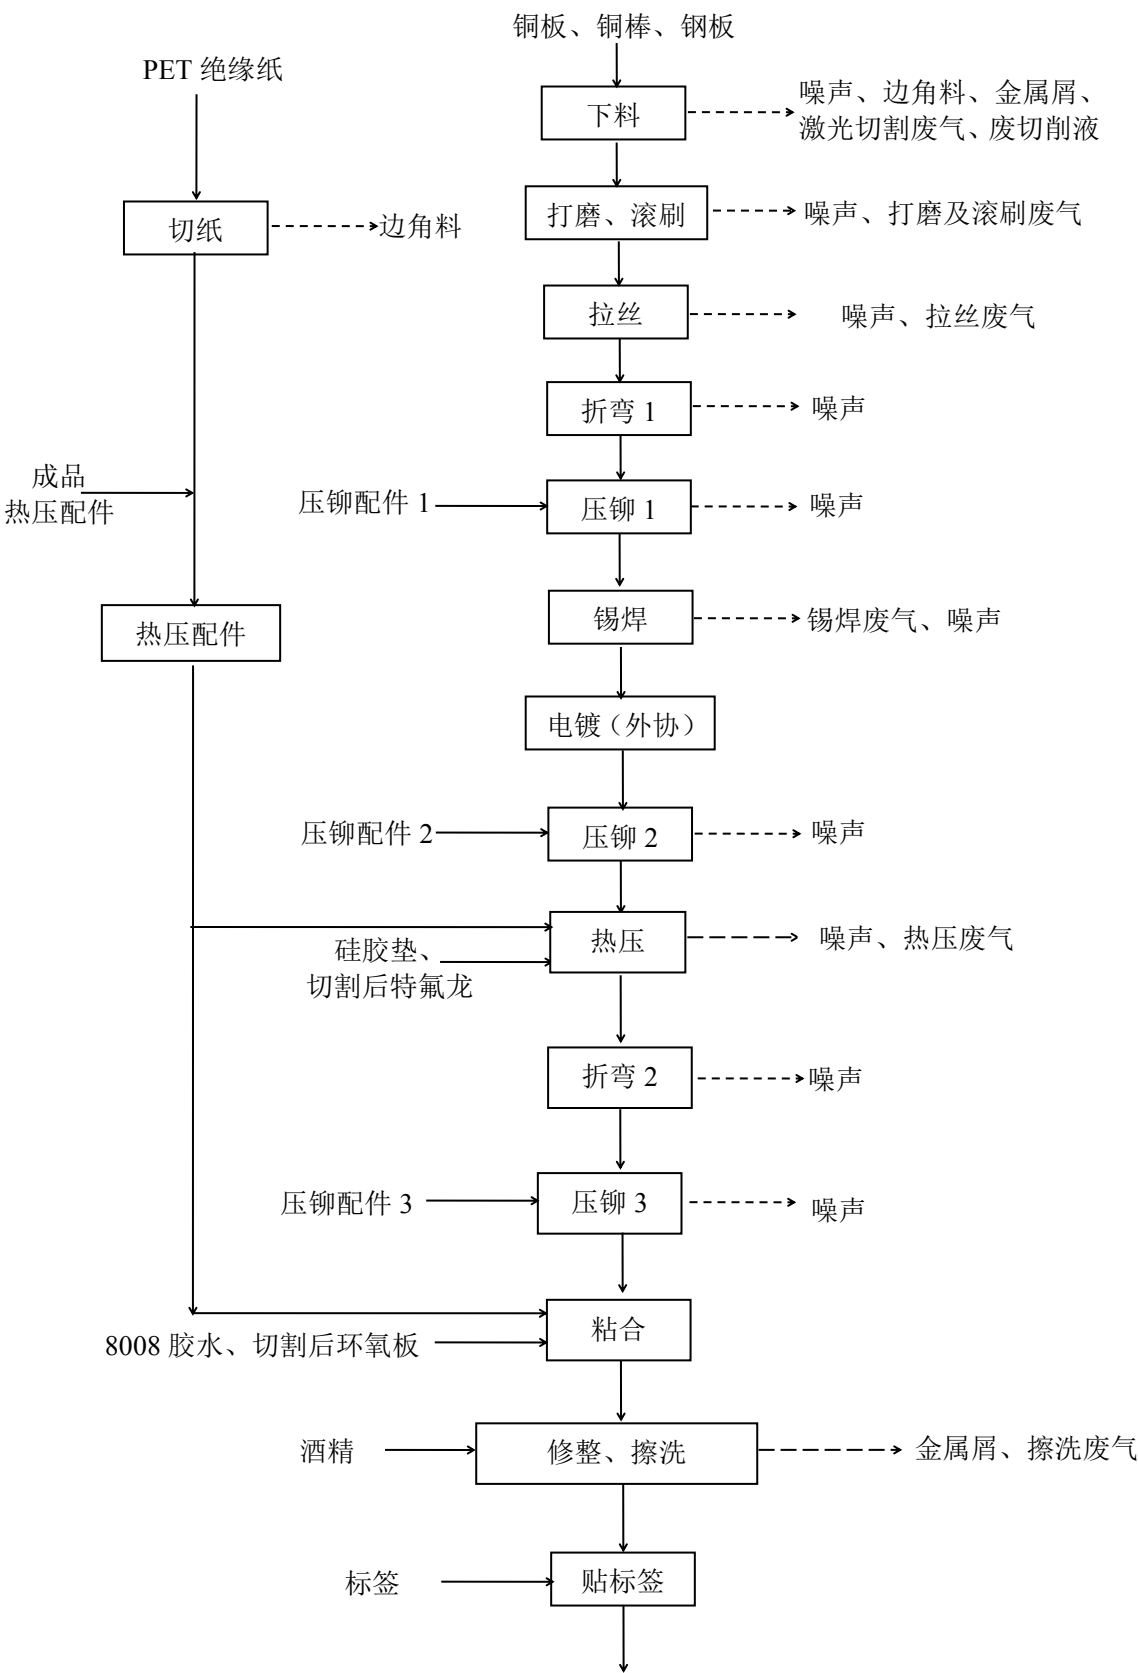 铜板、铜棒、钢板
PET 绝缘纸
下料
噪声、边角料、金属屑、
激光切割废气、废切削液
切纸
边角料
打磨、滚刷
噪声、打磨及滚刷废气
拉丝
噪声、拉丝废气
折弯 1
噪声
成品
热压配件
压铆配件 1
压铆 1
噪声
热压配件
锡焊
锡焊废气、噪声
电镀（外协）
压铆配件 2
压铆 2
噪声
热压
噪声、热压废气
硅胶垫、
切割后特氟龙
折弯 2
噪声
压铆配件 3
压铆 3
噪声
粘合
8008 胶水、切割后环氧板
酒精
修整、擦洗
金属屑、擦洗废气
标签
贴标签